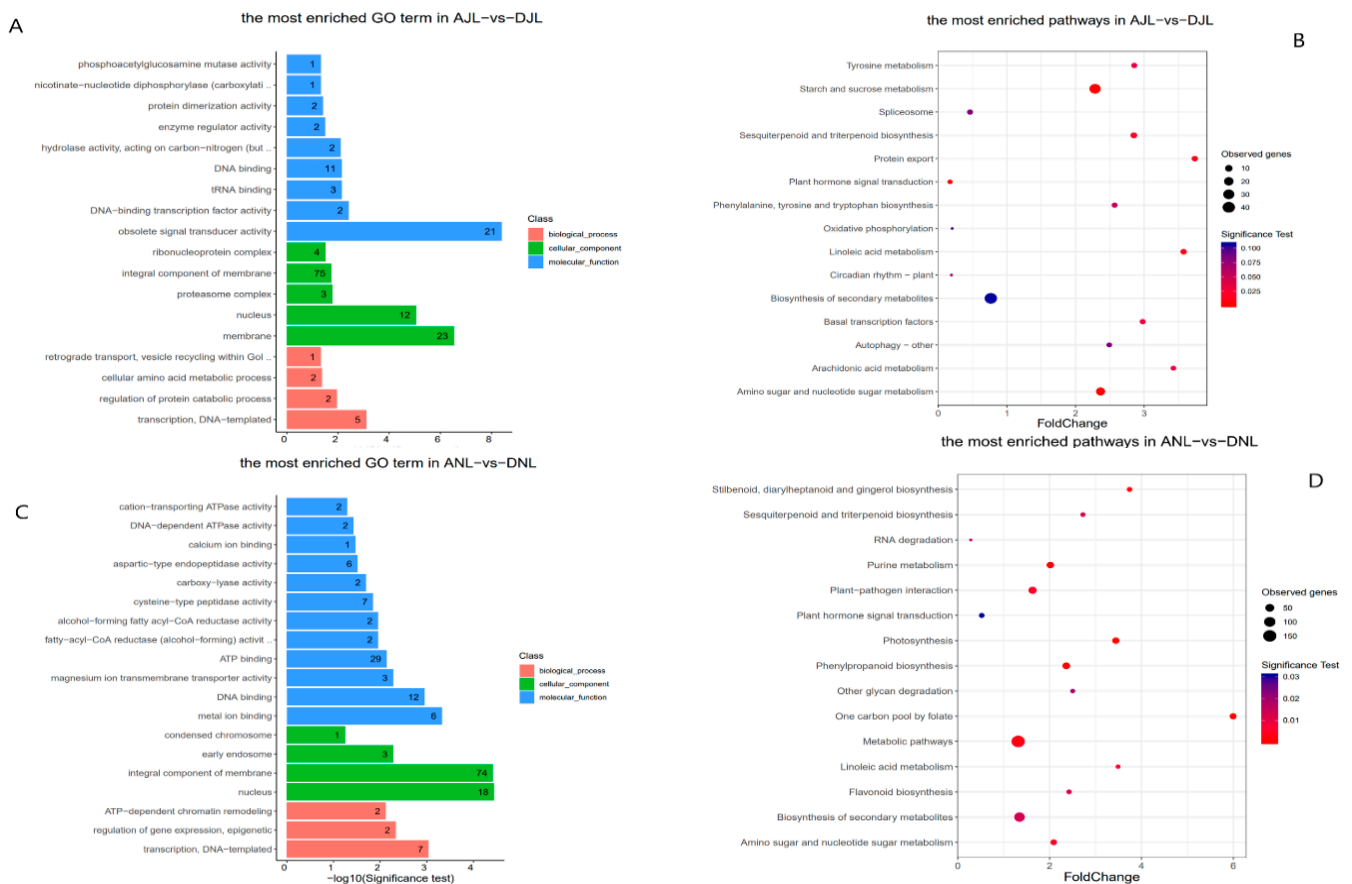 A
the most enriched GO term in AJL−vs−DJL
phosphoacetylglucosamine mutase activity 1
nicotinate−nucleotide diphosphorylase (carboxylati .. 1
protein dimerization activity 2
enzyme regulator activity 2
hydrolase activity, acting on carbon−nitrogen (but .. 2
DNA binding 11
tRNA binding 3
DNA−binding transcription factor activity 2
obsolete signal transducer activity 21
ribonucleoprotein complex 4
integral component of membrane 75
proteasome complex 3
nucleus 12
membrane 23
retrograde transport, vesicle recycling within Gol .. 1
cellular amino acid metabolic process 2
regulation of protein catabolic process 2
transcription, DNA−templated 5
0 2 4 6 8
Class
biological_process
cellular_component
molecular_function
B
the most enriched pathways in AJL−vs−DJL
Tyrosine metabolism
Starch and sucrose metabolism
Spliceosome
Sesquiterpenoid and triterpenoid biosynthesis
Protein export
Plant hormone signal transduction
Phenylalanine, tyrosine and tryptophan biosynthesis
Oxidative phosphorylation
Linoleic acid metabolism
Circadian rhythm − plant
Biosynthesis of secondary metabolites
Basal transcription factors
Autophagy − other
Arachidonic acid metabolism
Amino sugar and nucleotide sugar metabolism
0 1 2 3
FoldChange
Observed genes
10
20
30
40
Significance Test
0.100
0.075
0.050
0.025
C
the most enriched GO term in ANL−vs−DNL
cation−transporting ATPase activity 2
DNA−dependent ATPase activity 2
calcium ion binding 1
aspartic−type endopeptidase activity 6
carboxy−lyase activity 2
cysteine−type peptidase activity 7
alcohol−forming fatty acyl−CoA reductase activity 2
fatty−acyl−CoA reductase (alcohol−forming) activit .. 2
ATP binding 29
magnesium ion transmembrane transporter activity 3
DNA binding 12
metal ion binding 6
condensed chromosome 1
early endosome 3
integral component of membrane 74
nucleus 18
ATP−dependent chromatin remodeling 2
regulation of gene expression, epigenetic 2
transcription, DNA−templated 7
0 1 2 3 4
−log10(Significance test)
Class
biological_process
cellular_component
molecular_function
D
the most enriched pathways in ANL−vs−DNL
Stilbenoid, diarylheptanoid and gingerol biosynthesis
Sesquiterpenoid and triterpenoid biosynthesis
RNA degradation
Purine metabolism
Plant−pathogen interaction
Plant hormone signal transduction
Photosynthesis
Phenylpropanoid biosynthesis
Other glycan degradation
One carbon pool by folate
Metabolic pathways
Linoleic acid metabolism
Flavonoid biosynthesis
Biosynthesis of secondary metabolites
Amino sugar and nucleotide sugar metabolism
0 2 4 6
FoldChange
Observed genes
50
100
150
Significance Test
0.03
0.02
0.01